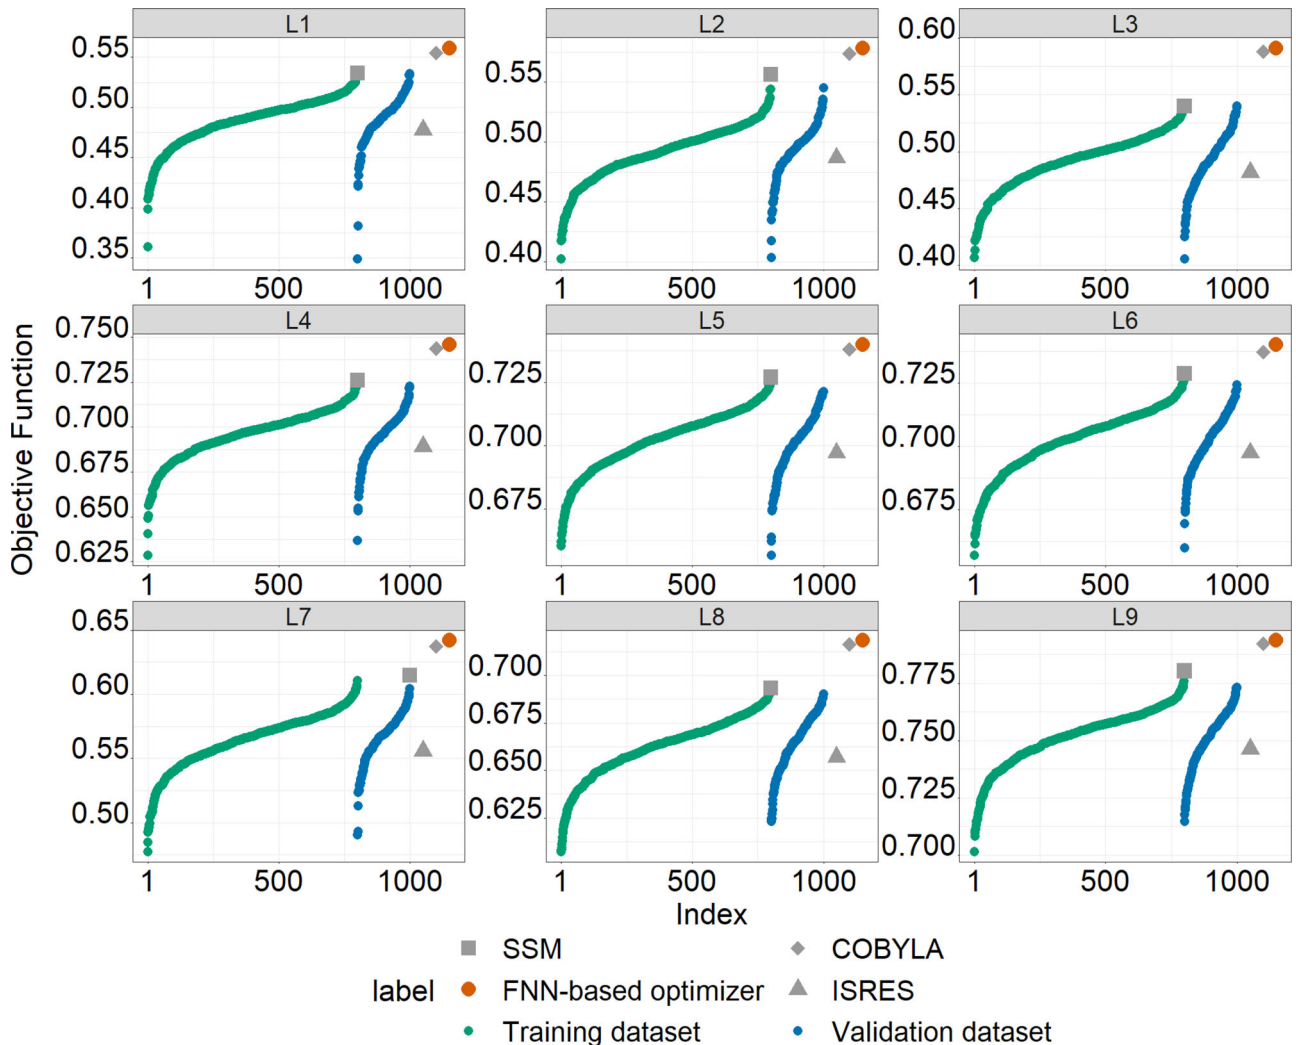 L1
L2
L3
0.55
0.50
0.45
0.40
0.35
0.55
0.50
0.45
0.40
0.60
0.55
0.50
0.45
0.40
1 500 1000
1 500 1000
1 500 1000
L4
L5
L6
0.750
0.725
0.700
0.675
0.650
0.625
0.725
0.700
0.675
0.725
0.700
0.675
1 500 1000
1 500 1000
1 500 1000
L7
L8
L9
0.65
0.60
0.55
0.50
0.700
0.675
0.650
0.625
0.775
0.750
0.725
0.700
1 500 1000
1 500 1000
1 500 1000
Objective Function
Index
label
SSM
COBYLA
FNN-based optimizer
ISRES
Training dataset
Validation dataset